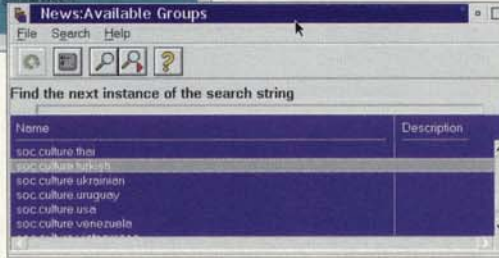 News:Available Groups
File Search Help
Find the next instance of the search string
Name Description
soc.culture.thai
soc.culture.turkish
soc.culture.ukrainian
soc.culture.uruguay
soc.culture.usa
soc.culture.venezuela